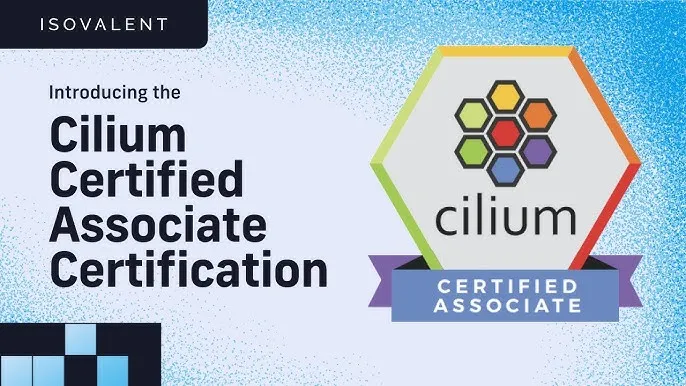 ISOVALENT
Introducing the
Cilium
Certified
Associate
Certification
cilium
CERTIFIED
ASSOCIATE